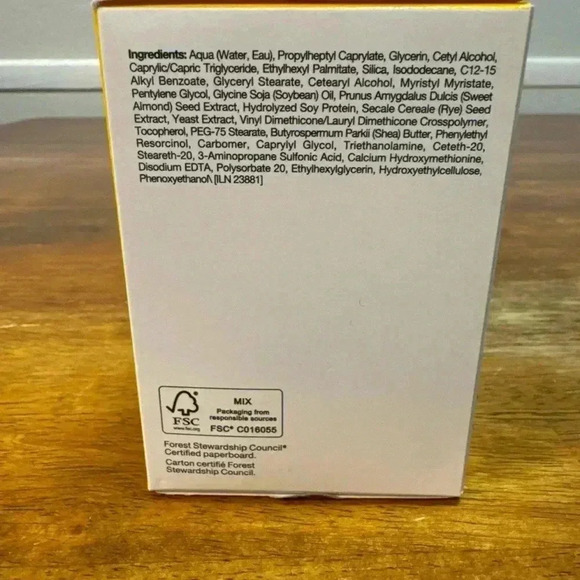 Ingredients: Aqua (Water, Eau), Propylheptyl Caprylate, Glycerin, Cetyl Alcohol,
Caprylic/Capric Triglyceride, Ethylhexyl Palmitate, Silica, Isododecane, C12-15
Alkyl Benzoate, Glyceryl Stearate, Cetearyl Alcohol, Myristyl Myristate,
Pentylene Glycol, Glycine Soja (Soybean) Oil, Prunus Amygdalus Dulcis (Sweet
Almond) Seed Extract, Hydrolyzed Soy Protein, Secale Cereale (Rye) Seed
Extract, Yeast Extract, Vinyl Dimethicone/Lauryl Dimethicone Crosspolymer,
Tocopherol, PEG-75 Stearate, Butyrospermum Parkii (Shea) Butter, Phenylethyl
Resorcinol, Carbomer, Caprylyl Glycol, Triethanolamine, Ceteth-20,
Steareth-20, 3-Aminopropane Sulfonic Acid, Calcium Hydroxymethionine,
Disodium EDTA, Polysorbate 20, Ethylhexylglycerin, Hydroxyethylcellulose,
Phenoxyethanol\ [ILN 23881]
FSC
www.fsc.org
MIX
Packaging from
responsible sources
FSC® C016055
Forest Stewardship Council®
Certified paperboard.
Carton certifié Forest
Stewardship Council.